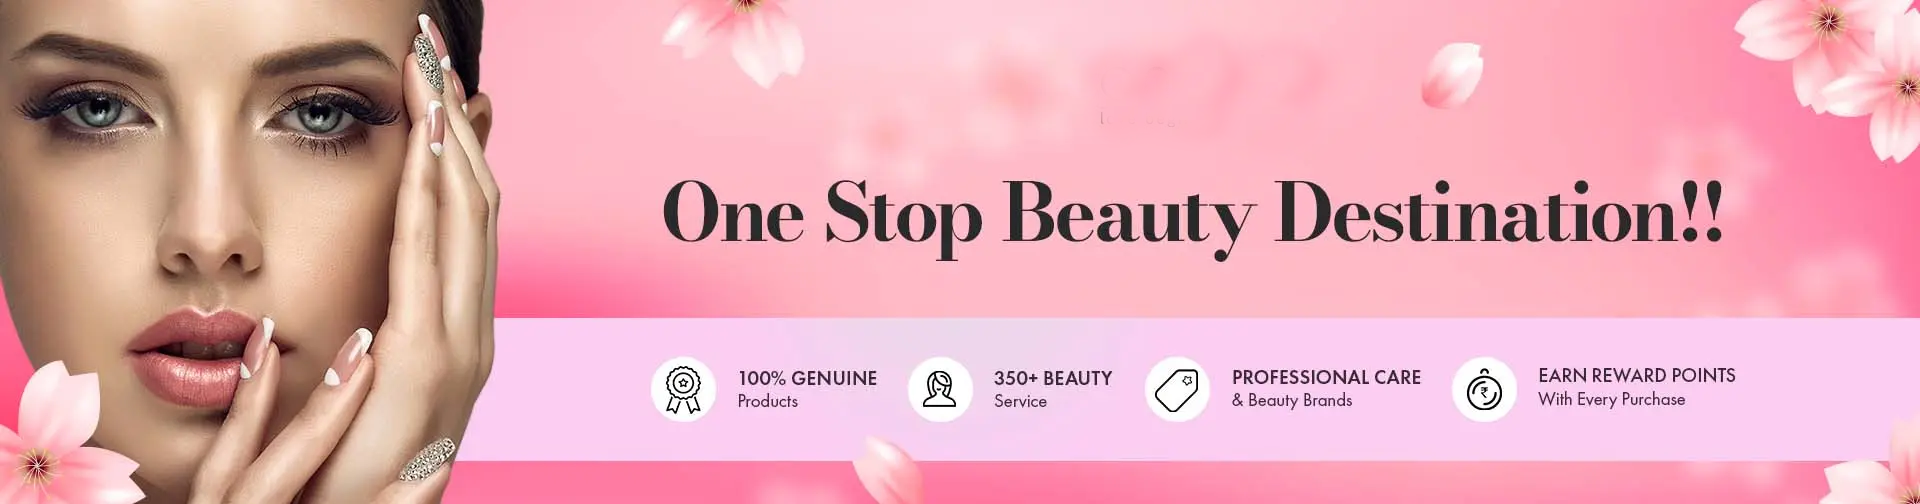 One Stop Beauty Destination!!
100% GENUINE
Products
350+ BEAUTY
Service
PROFESSIONAL CARE
& Beauty Brands
₹
EARN REWARD POINTS
With Every Purchase